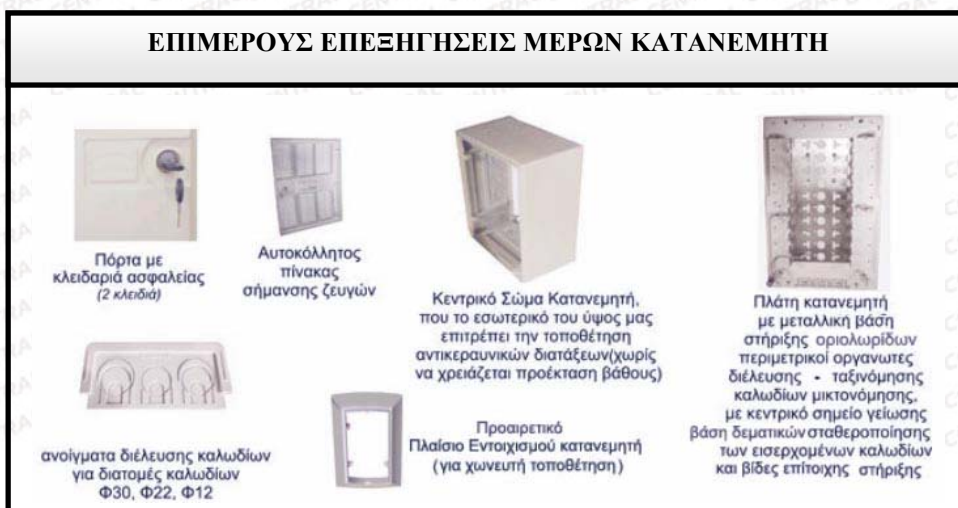 ΕΠΙΜΕΡΟΥΣ ΕΠΕΞΗΓΗΣΕΙΣ ΜΕΡΩΝ ΚΑΤΑΝΕΜΗΤΗ
Πόρτα με
κλειδαριά ασφαλείας
(2 κλειδιά)
Αυτοκόλλητος
πίνακας
σήμανσης ζευγών
Κεντρικό Σώμα Κατανεμητή,
που το εσωτερικό του ύψος μας
επιτρέπει την τοποθέτηση
αντικεραυνικών διατάξεων(χωρίς
να χρειάζεται προέκταση βάθους)
Πλάτη κατανεμητή
με μεταλλική βάση
στήριξης οριολωρίδων
περιμετρικοί οργανωτες
διέλευσης - ταξινόμησης
καλωδίων μικτονόμησης,
με κεντρικό σημείο γείωσης
βάση δεματικών σταθεροποίησης
των εισερχομένων καλωδίων
και βίδες επίτοιχης στήριξης
ανοίγματα διέλευσης καλωδίων
για διατομές καλωδίων
Φ30, Φ22, Φ12
Προαιρετικό
Πλαίσιο Εντοιχισμού κατανεμητή
(για χωνευτή τοποθέτηση)